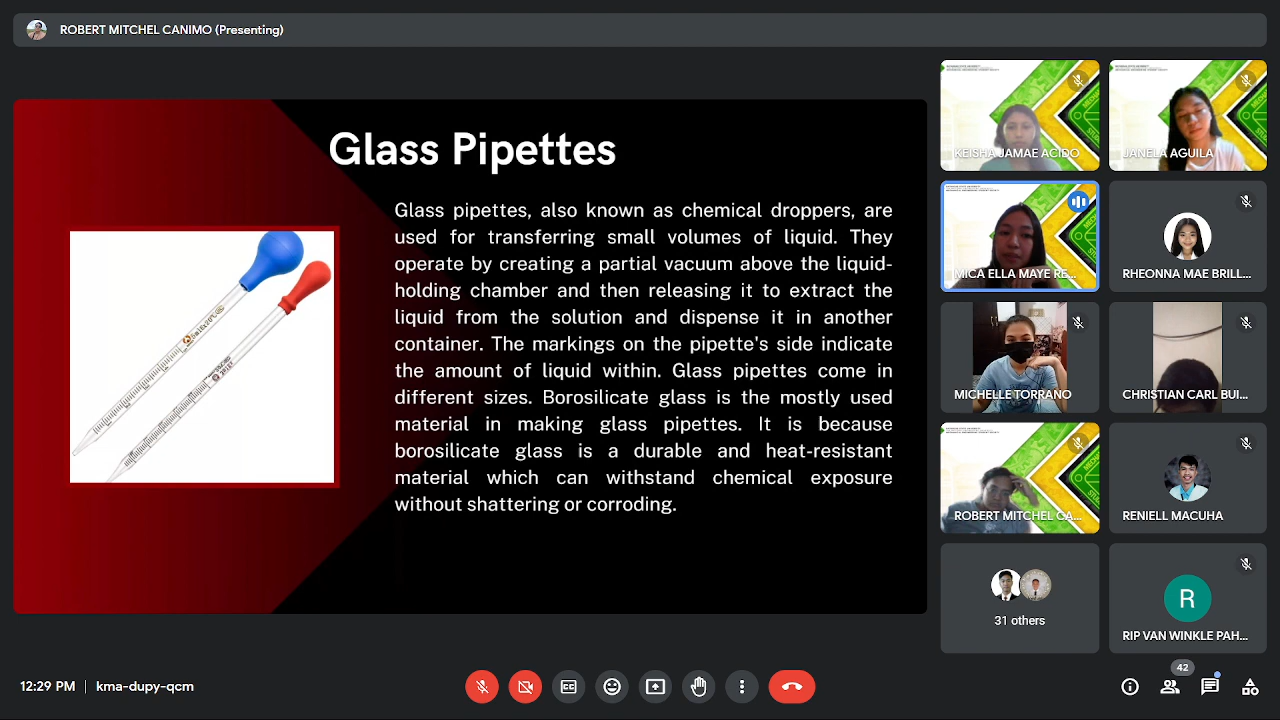 ROBERT MITCHEL CANIMO (Presenting)
Glass Pipettes
Glass pipettes, also known as chemical droppers, are
used for transferring small volumes of liquid. They
operate by creating a partial vacuum above the liquid-
holding chamber and then releasing it to extract the
liquid from the solution and dispense it in another
container. The markings on the pipette's side indicate
the amount of liquid within. Glass pipettes come in
different sizes. Borosilicate glass is the mostly used
material in making glass pipettes. It is because
borosilicate glass is a durable and heat-resistant
material which can withstand chemical exposure
without shattering or corroding.
KEISHA JAMAE ACIDO
JANELA AGUILA
MICA ELLA MAYE RE...
RHEONNA MAE BRILL...
MICHELLE TORRANO
CHRISTIAN CARL BUI...
ROBERT MITCHEL CA...
RENIELL MACUHA
31 others
R
RIP VAN WINKLE PAH...
12:29 PM | kma-dupy-qcm
42